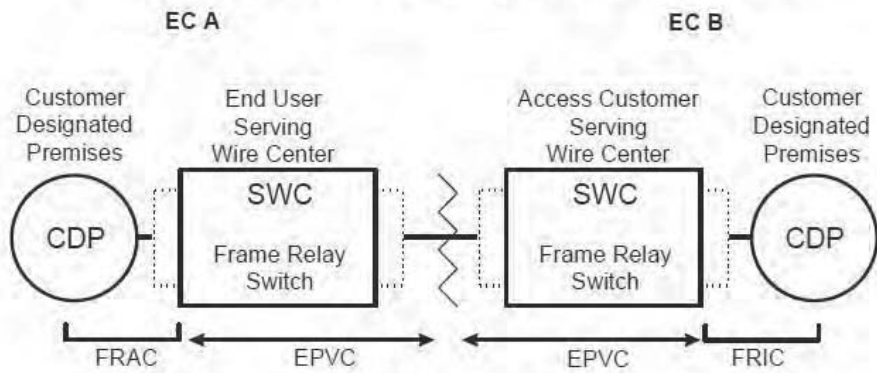 EC A
EC B
Customer
Designated
Premises
End User
Serving
Wire Center
Access Customer
Serving
Wire Center
Customer
Designated
Premises
CDP
SWC
Frame Relay
Switch
SWC
Frame Relay
Switch
CDP
FRAC
EPVC
EPVC
FRIC